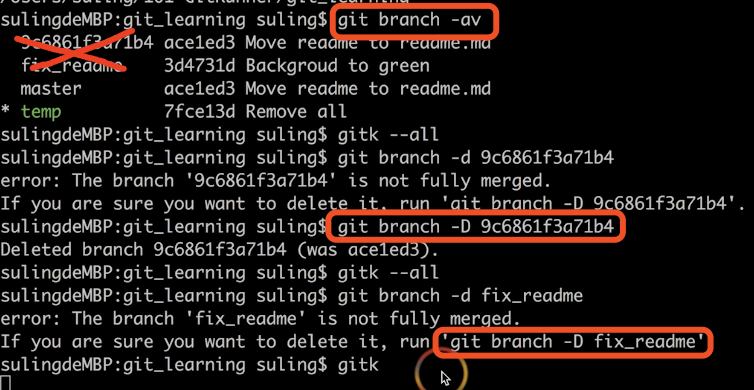 sulingdeMBP:git_learning suling$ git branch -av
9c6861f3a71b4 ace1ed3 Move readme to readme.md
fix_readme 3d4731d Backgroud to green
master ace1ed3 Move readme to readme.md
* temp 7fce13d Remove all
sulingdeMBP:git_learning suling$ gitk --all
sulingdeMBP:git_learning suling$ git branch -d 9c6861f3a71b4
error: The branch '9c6861f3a71b4' is not fully merged.
If you are sure you want to delete it, run 'git branch -D 9c6861f3a71b4'.
sulingdeMBP:git_learning suling$ git branch -D 9c6861f3a71b4
Deleted branch 9c6861f3a71b4 (was ace1ed3).
sulingdeMBP:git_learning suling$ gitk --all
sulingdeMBP:git_learning suling$ git branch -d fix_readme
error: The branch 'fix_readme' is not fully merged.
If you are sure you want to delete it, run 'git branch -D fix_readme'
sulingdeMBP:git_learning suling$ gitk